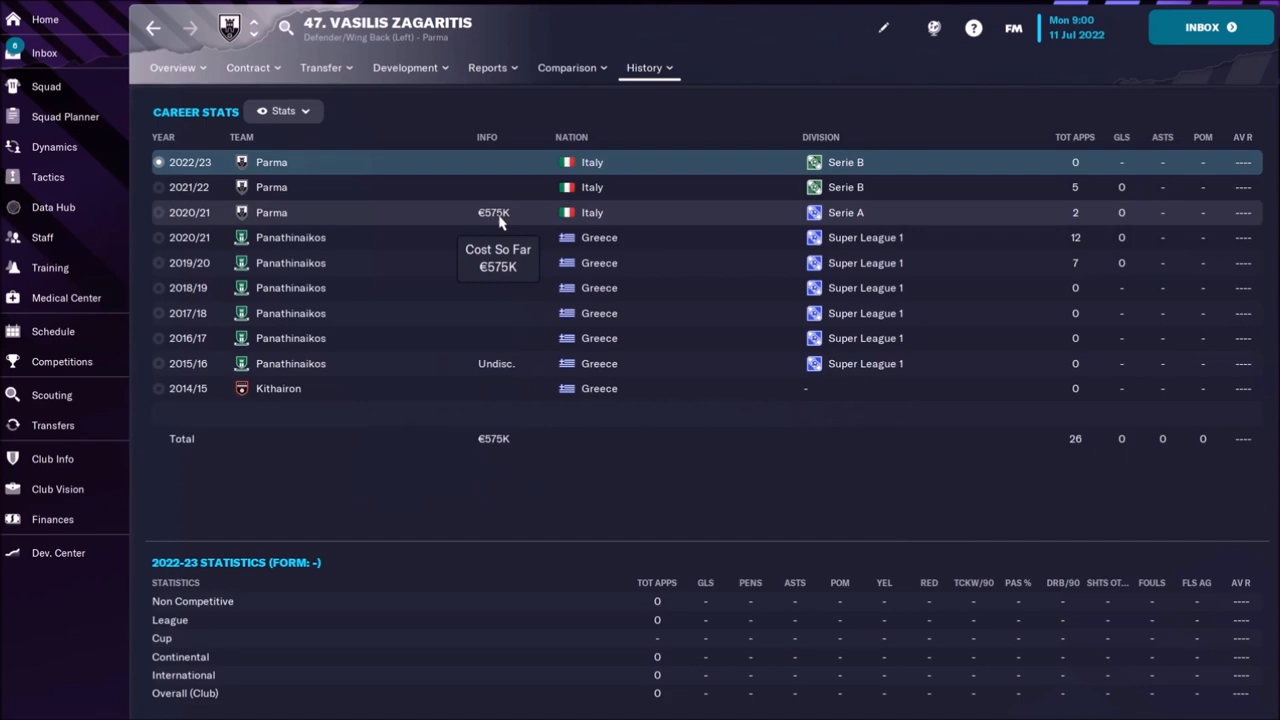 Home
6
Inbox
Squad
Squad Planner
Dynamics
Tactics
Data Hub
Staff
Training
Medical Center
Schedule
Competitions
Scouting
Transfers
Club Info
Club Vision
Finances
Dev. Center
47. VASILIS ZAGARITIS
Defender/Wing Back (Left) - Parma
? FM Mon 9:00
11 Jul 2022
INBOX
Overview Contract Transfer Development Reports Comparison History
CAREER STATS Stats
YEAR TEAM INFO NATION DIVISION TOT APPS GLS ASTS POM AV R
2022/23 Parma Italy Serie B 0 - - - ----
2021/22 Parma Italy Serie B 5 0 - - ----
2020/21 Parma €575K Italy Serie A 2 0 - - ----
2020/21 Panathinaikos Greece Super League 1 12 0 - - ----
Cost So Far
€575K
2019/20 Panathinaikos Greece Super League 1 7 0 - - ----
2018/19 Panathinaikos Greece Super League 1 0 - - - ----
2017/18 Panathinaikos Greece Super League 1 0 - - - ----
2016/17 Panathinaikos Greece Super League 1 0 - - - ----
2015/16 Panathinaikos Undisc. Greece Super League 1 0 - - - ----
2014/15 Kithairon Greece - 0 - - - ----
Total €575K 26 0 0 0 ----
2022-23 STATISTICS (FORM: -)
STATISTICS TOT APPS GLS PENS ASTS POM YEL RED TCKW/90 PAS % DRB/90 SHTS OT... FOULS FLS AG AV R
Non Competitive 0 - - - - - - - - - - - - ----
League 0 - - - - - - - - - - - - ----
Cup - - - - - - - - - - - - - ----
Continental 0 - - - - - - - - - - - - ----
International 0 - - - - - - - - - - - - ----
Overall (Club) 0 - - - - - - - - - - - - ----